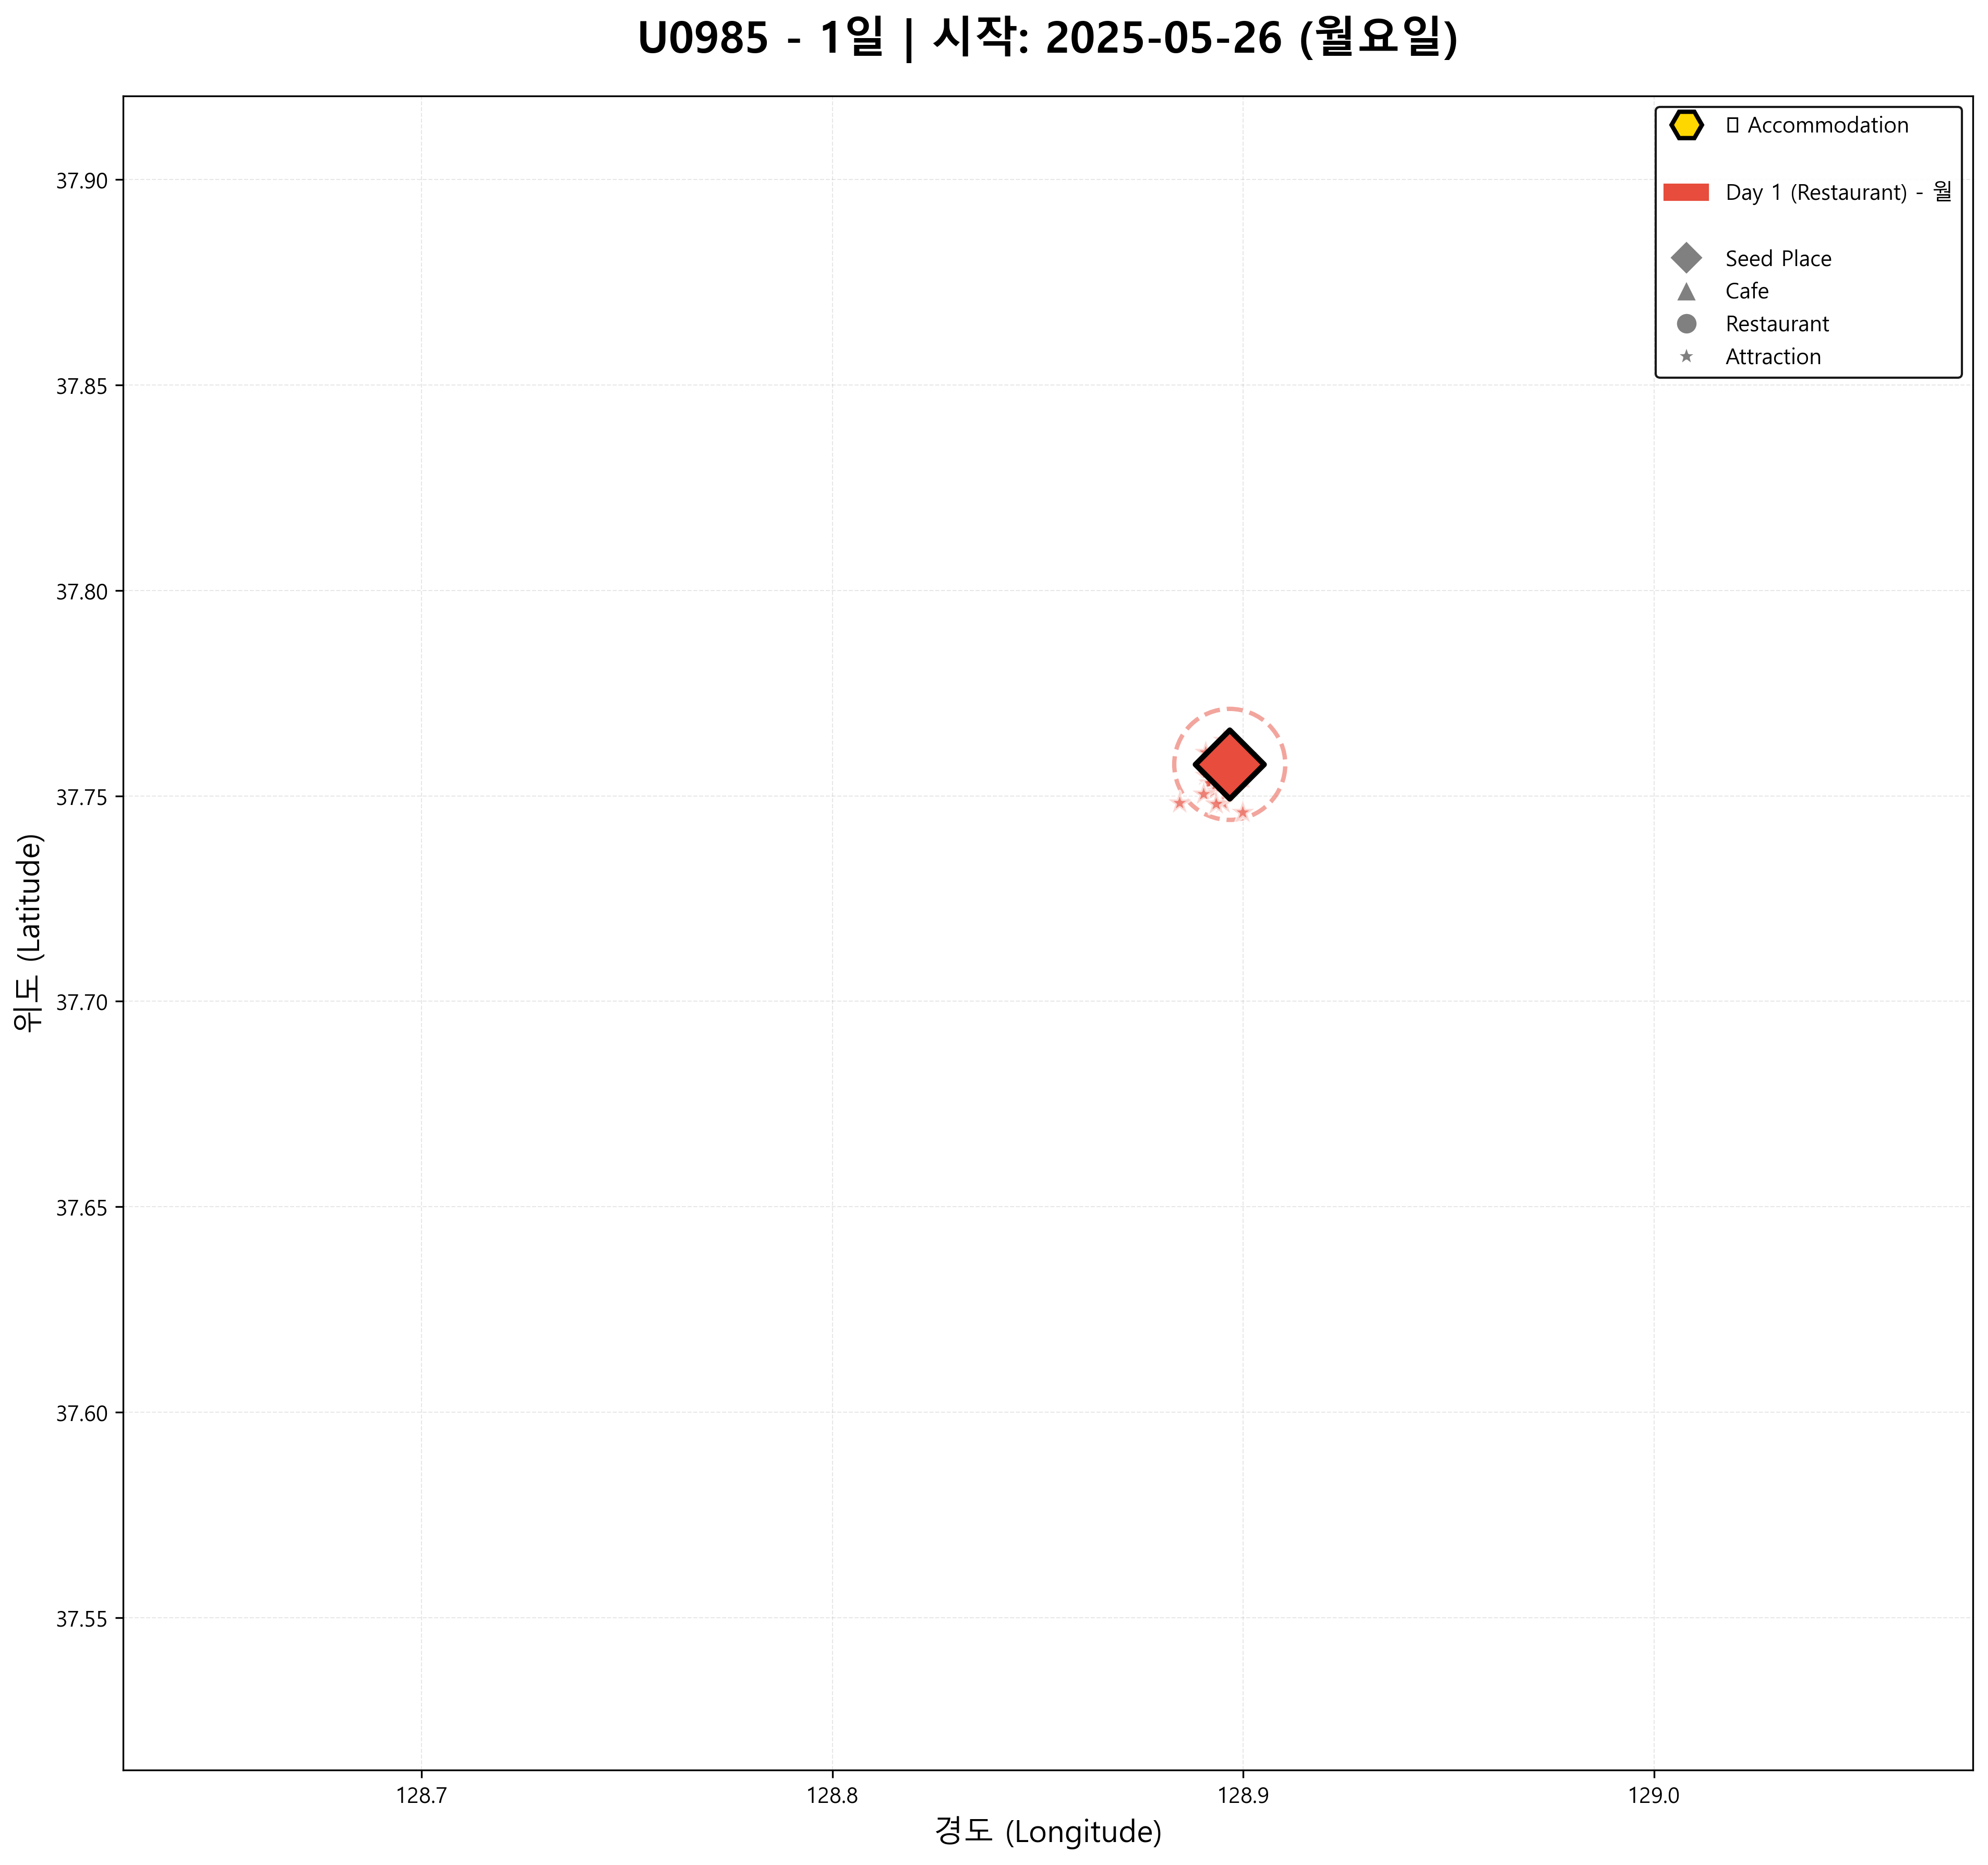 U0985 - 1일 | 시작: 2025-05-26 (월요일)
Accommodation
Day 1 (Restaurant) - 월
Seed Place
Cafe
Restaurant
Attraction
37.90
37.85
37.80
37.75
37.70
37.65
37.60
37.55
위도 (Latitude)
128.7
128.8
128.9
129.0
경도 (Longitude)